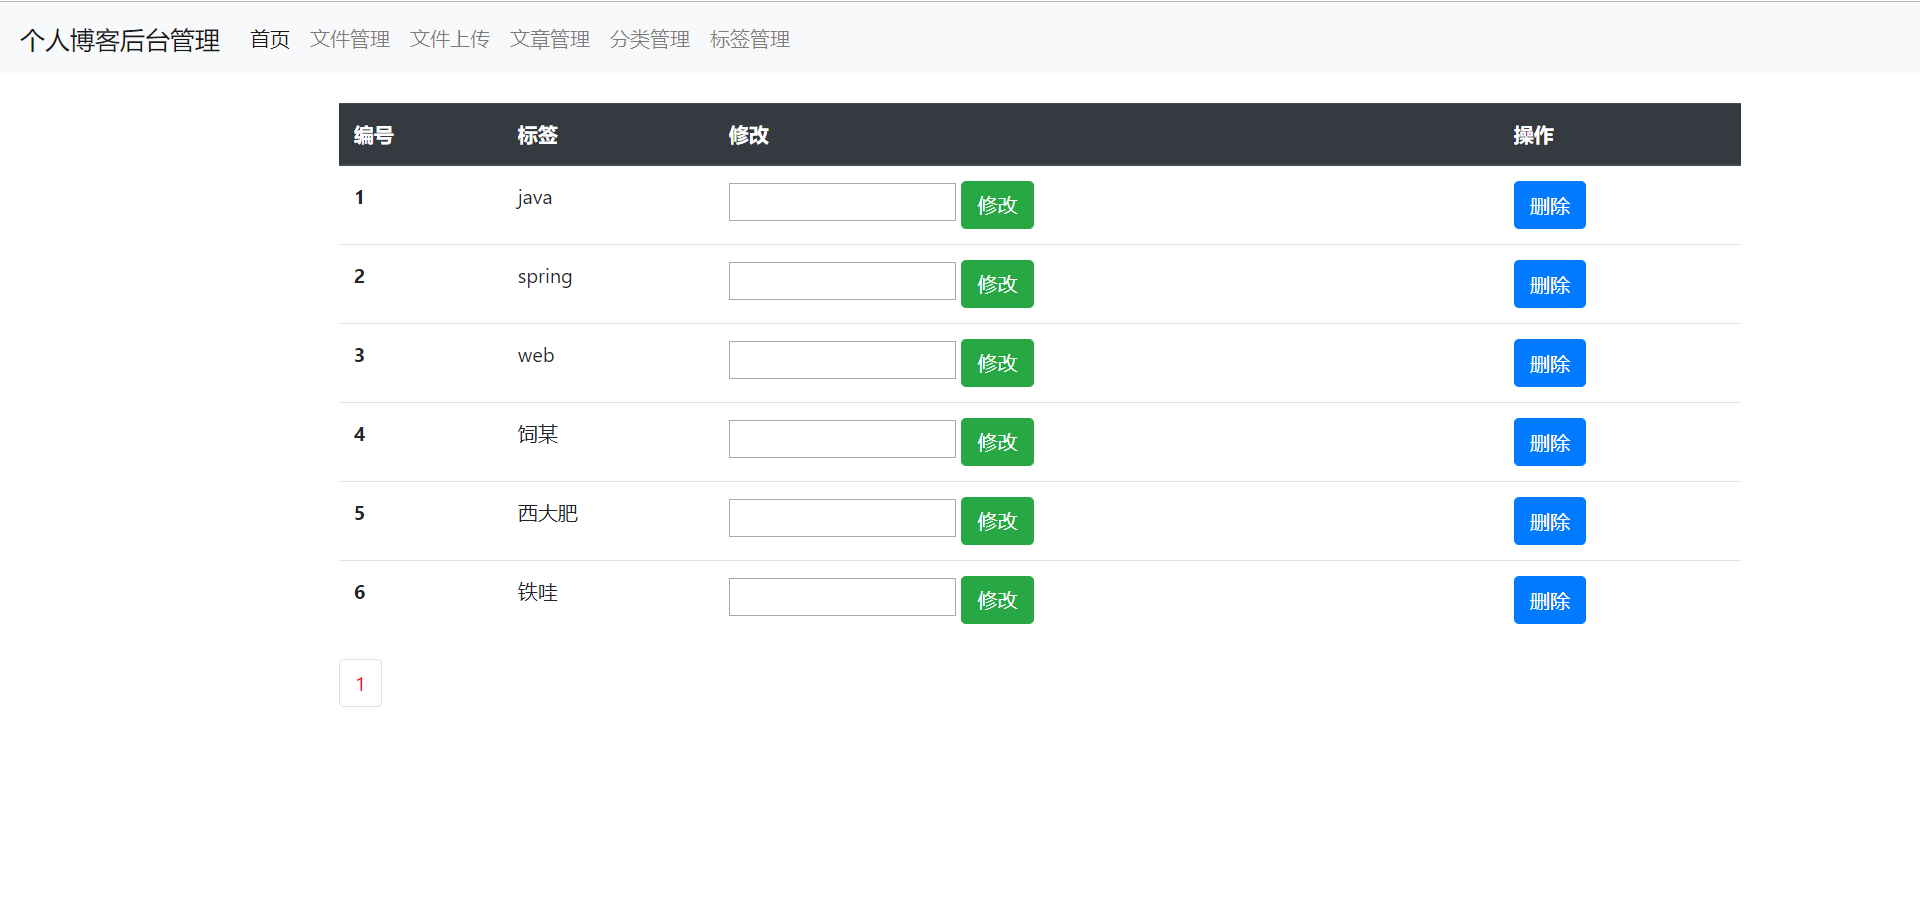 个人博客后台管理 首页 文件管理 文件上传 文章管理 分类管理 标签管理
编号 标签 修改 操作
1 java 修改 删除
2 spring 修改 删除
3 web 修改 删除
4 饲某 修改 删除
5 西大肥 修改 删除
6 铁哇 修改 删除
1